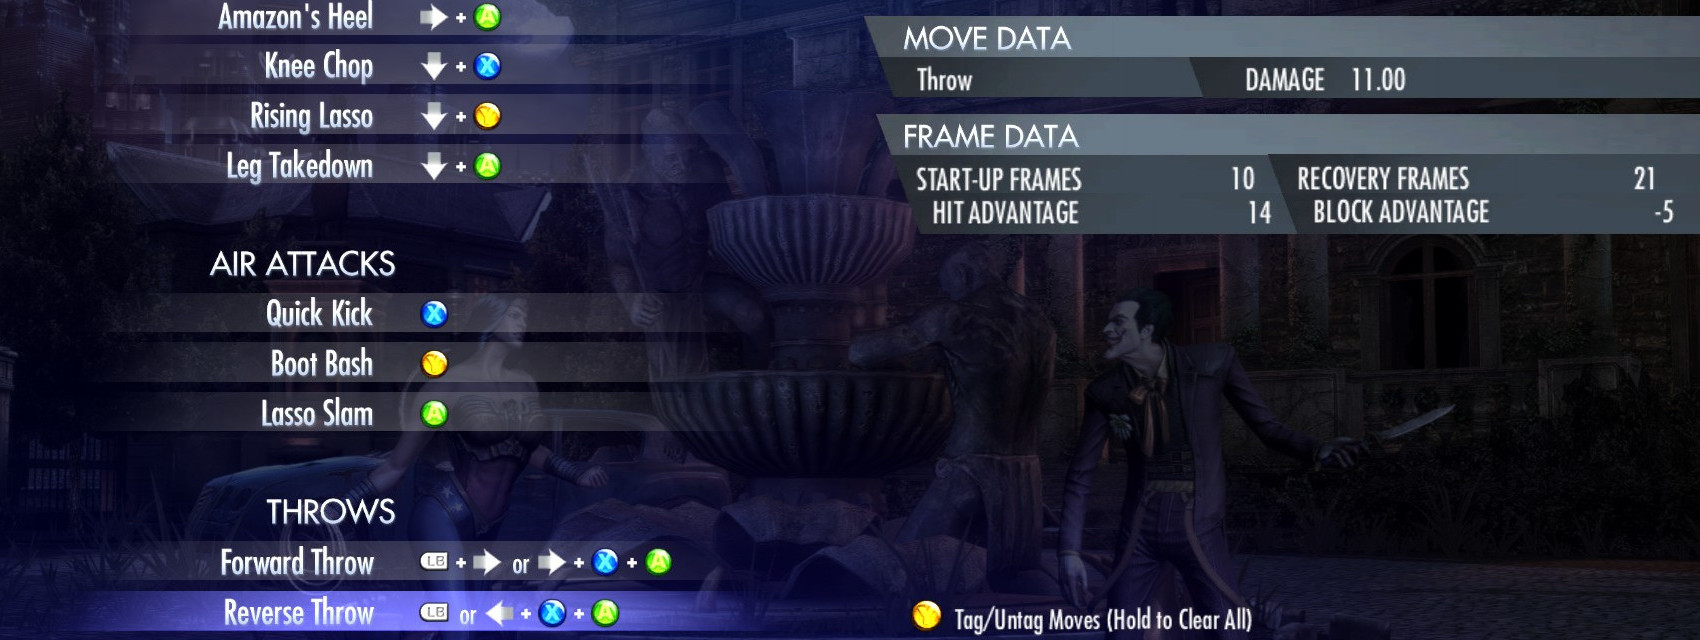 Amazon's Heel + A
Knee Chop + X
Rising Lasso + Y
Leg Takedown + A
AIR ATTACKS
Quick Kick X
Boot Bash Y
Lasso Slam A
THROWS
Forward Throw LB + or + X + A
Reverse Throw LB or + X + A
MOVE DATA
Throw DAMAGE 11.00
FRAME DATA
START-UP FRAMES 10 RECOVERY FRAMES 21
HIT ADVANTAGE 14 BLOCK ADVANTAGE -5
Y Tag/Untag Moves (Hold to Clear All)